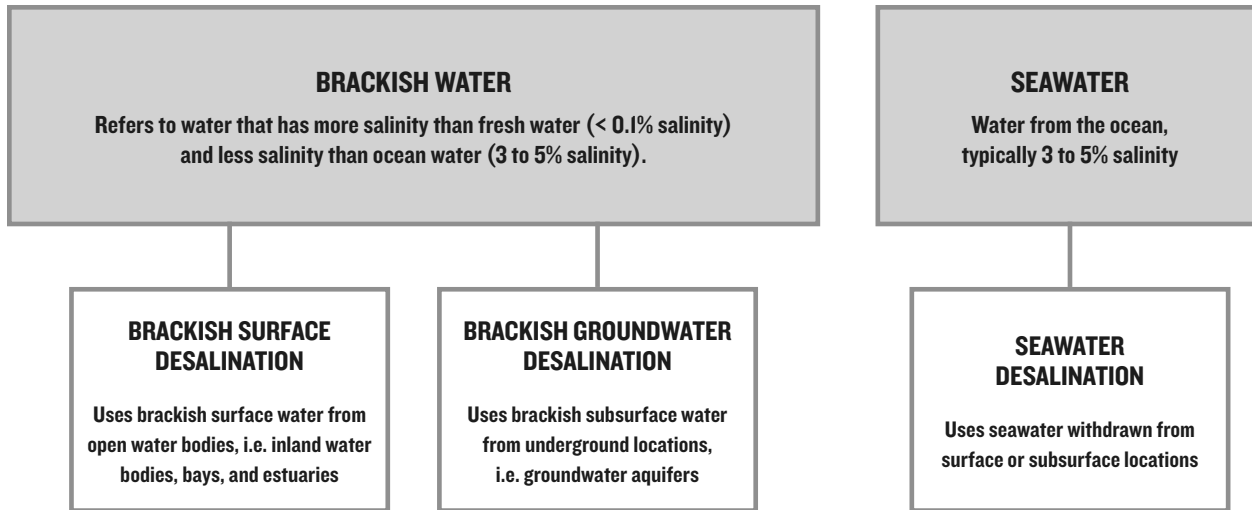 BRACKISH WATER
Refers to water that has more salinity than fresh water (< 0.1% salinity)
and less salinity than ocean water (3 to 5% salinity).
SEAWATER
Water from the ocean,
typically 3 to 5% salinity
BRACKISH SURFACE
DESALINATION
Uses brackish surface water from
open water bodies, i.e. inland water
bodies, bays, and estuaries
BRACKISH GROUNDWATER
DESALINATION
Uses brackish subsurface water
from underground locations,
i.e. groundwater aquifers
SEAWATER
DESALINATION
Uses seawater withdrawn from
surface or subsurface locations